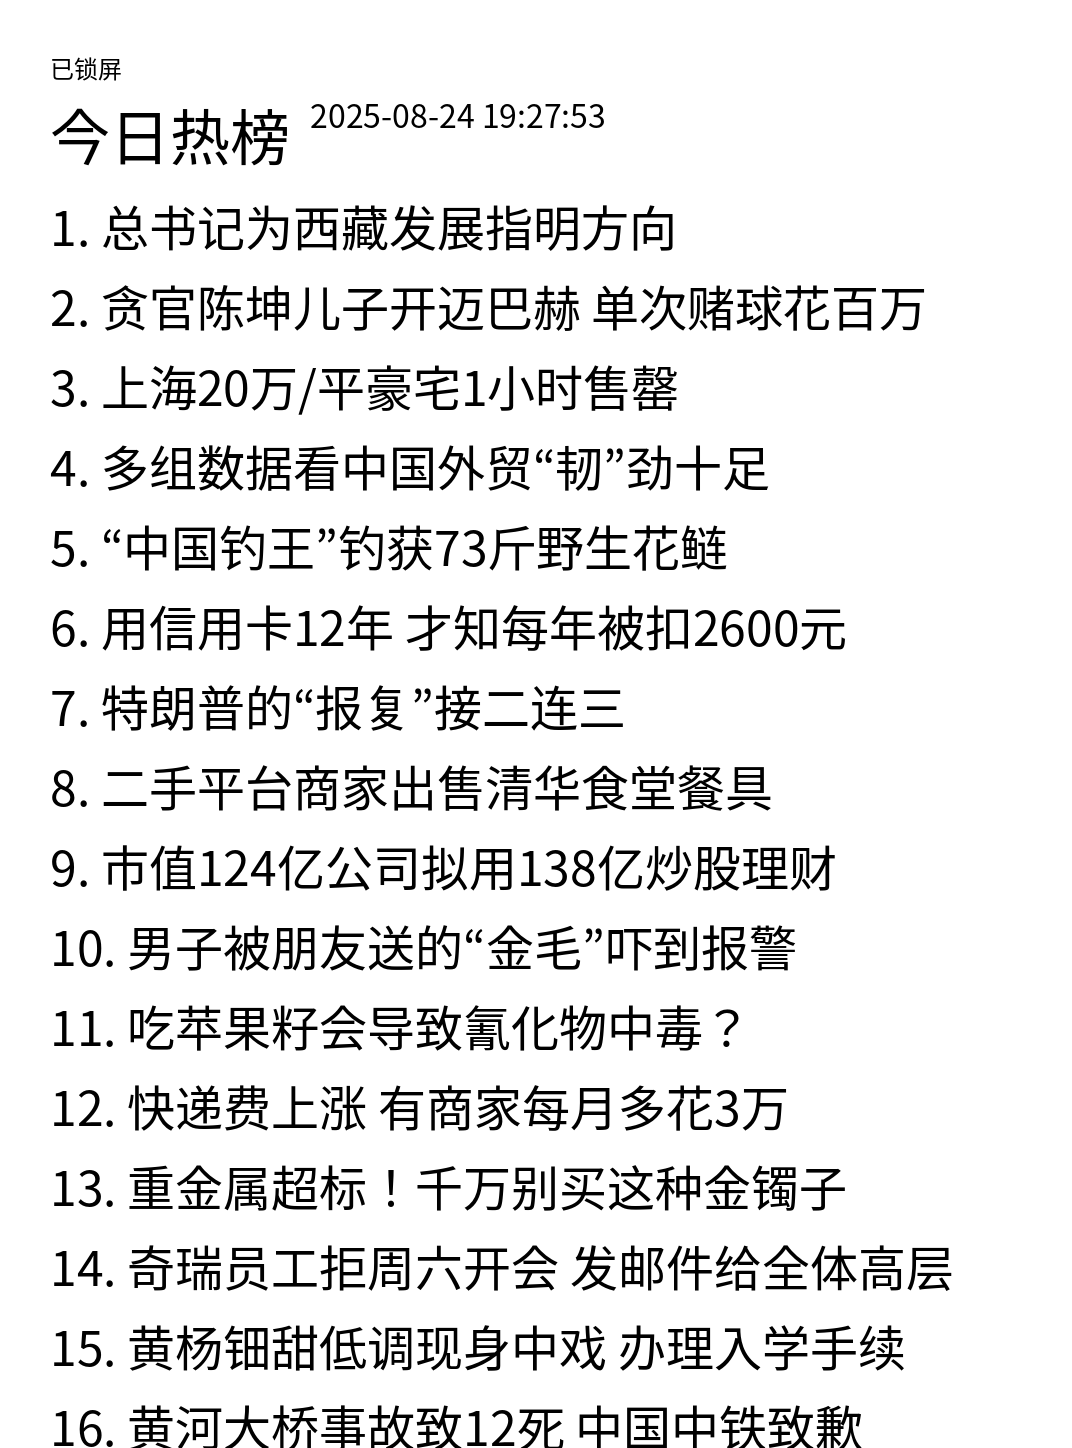 已锁屏
今日热榜 2025-08-24 19:27:53
1. 总书记为西藏发展指明方向
2. 贪官陈坤儿子开迈巴赫 单次赌球花百万
3. 上海20万/平豪宅1小时售罄
4. 多组数据看中国外贸“韧”劲十足
5. “中国钓王”钓获73斤野生花鲢
6. 用信用卡12年 才知每年被扣2600元
7. 特朗普的“报复”接二连三
8. 二手平台商家出售清华食堂餐具
9. 市值124亿公司拟用138亿炒股理财
10. 男子被朋友送的“金毛”吓到报警
11. 吃苹果籽会导致氰化物中毒？
12. 快递费上涨 有商家每月多花3万
13. 重金属超标！千万别买这种金镯子
14. 奇瑞员工拒周六开会 发邮件给全体高层
15. 黄杨钿甜低调现身中戏 办理入学手续
16. 黄河大桥事故致12死 中国中铁致歉